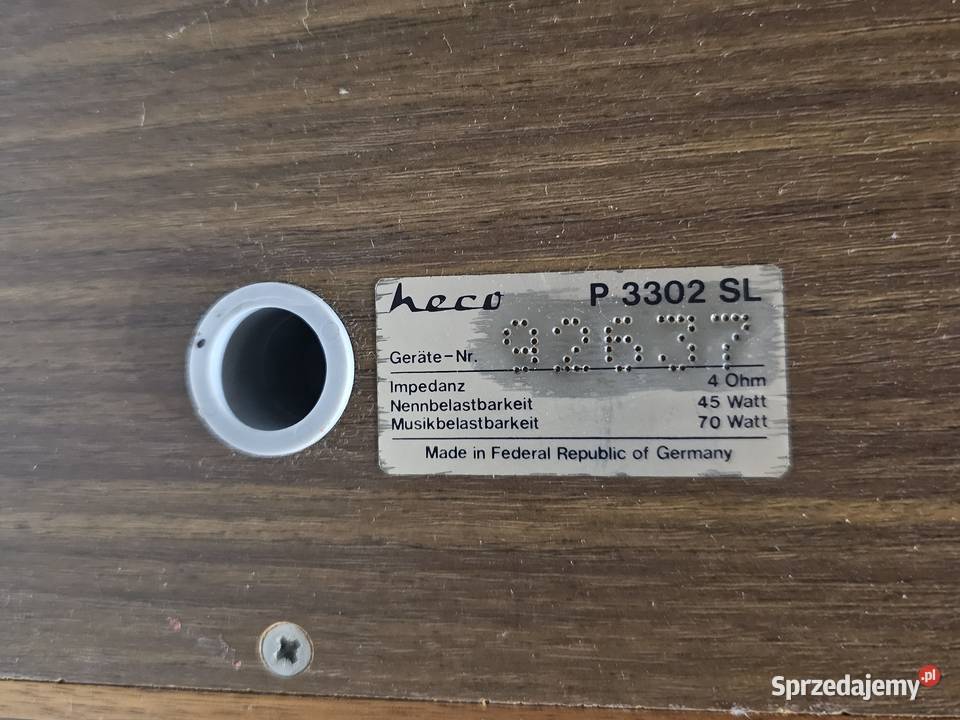 heco P 3302 SL
Geräte-Nr. 92637
Impedanz 4 Ohm
Nennbelastbarkeit 45 Watt
Musikbelastbarkeit 70 Watt
Made in Federal Republic of Germany
Sprzedajemy.pl